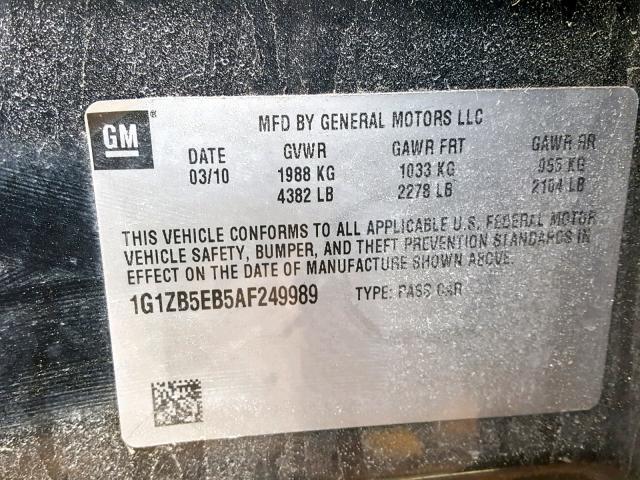 GM®
MFD BY GENERAL MOTORS LLC
DATE GVWR GAWR FRT GAWR RR
03/10 1988 KG 1033 KG 955 KG
4382 LB 2278 LB 2104 LB
THIS VEHICLE CONFORMS TO ALL APPLICABLE U.S. FEDERAL MOTOR
VEHICLE SAFETY, BUMPER, AND THEFT PREVENTION STANDARDS IN
EFFECT ON THE DATE OF MANUFACTURE SHOWN ABOVE.
1G1ZB5EB5AF249989 TYPE: PASS CAR